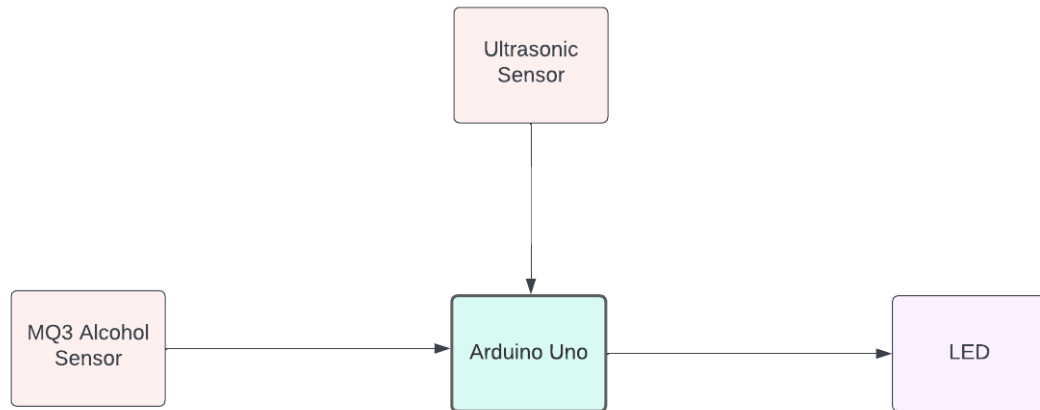 Ultrasonic
Sensor
MQ3 Alcohol
Sensor
Arduino Uno
LED